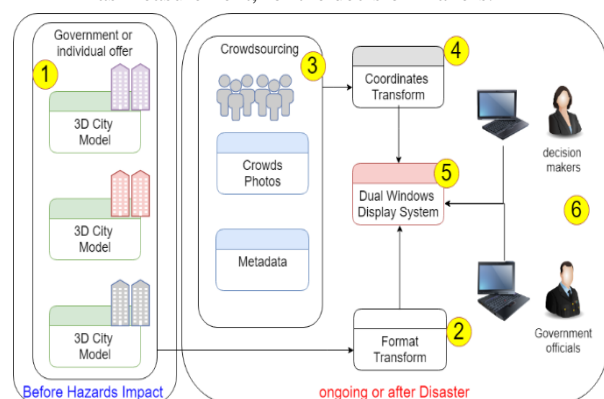 Government or
individual offer
1
3D City
Model
3D City
Model
3D City
Model
Before Hazards Impact
Crowdsourcing
3
Crowds
Photos
Metadata
4
Coordinates
Transform
5
Dual Windows
Display System
2
Format
Transform
decision
makers
6
Government
officials
ongoing or after Disaster